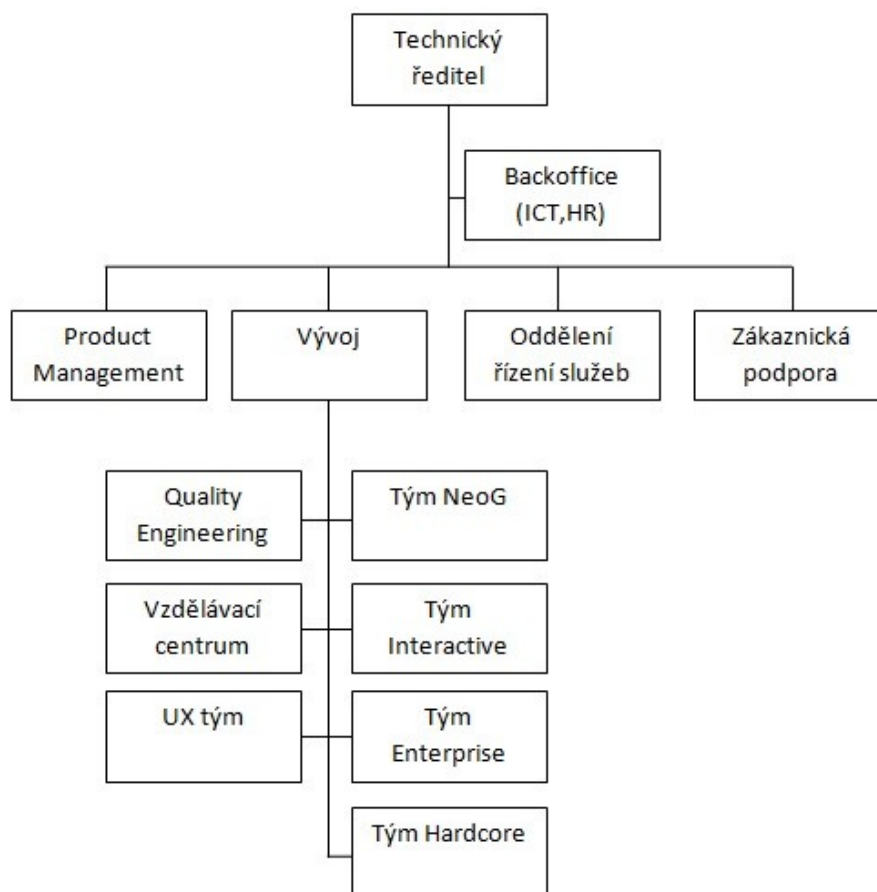 Technický
ředitel
Backoffice
(ICT,HR)
Product
Management
Vývoj
Oddělení
řízení služeb
Zákaznická
podpora
Quality
Engineering
Tým NeoG
Vzdělávací
centrum
Tým
Interactive
UX tým
Tým
Enterprise
Tým Hardcore